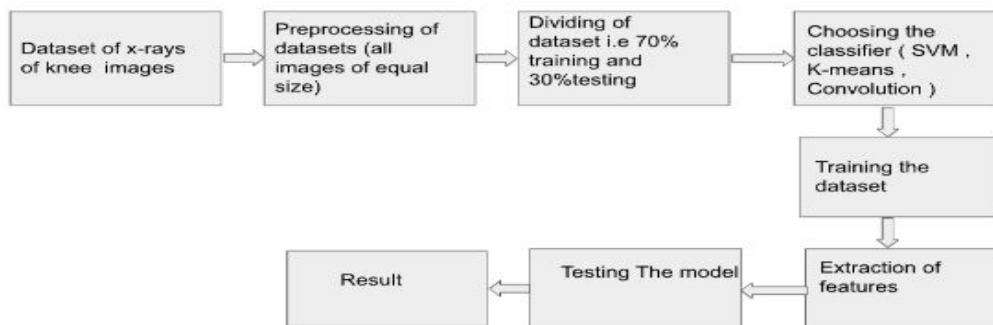 Dataset of x-rays
of knee images
Preprocessing of
datasets (all
images of equal
size)
Dividing of
dataset i.e 70%
training and
30%testing
Choosing the
classifier ( SVM ,
K-means ,
Convolution )
Training the
dataset
Extraction of
features
Testing The model
Result